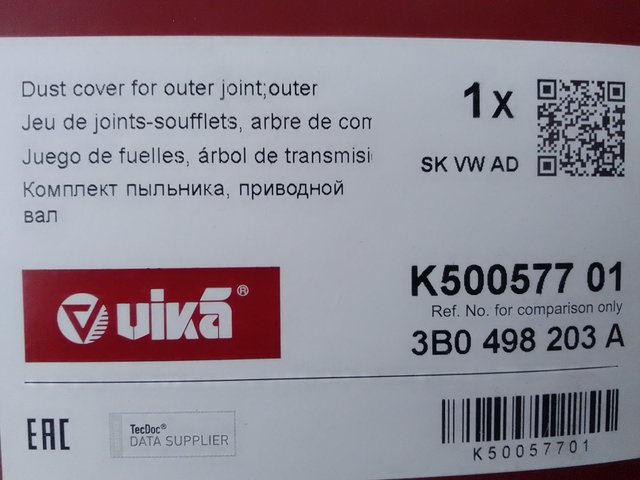 Dust cover for outer joint;outer
Jeu de joints-soufflets, arbre de com
Juego de fuelles, árbol de transmisi
Комплект пыльника, приводной
вал
1 x
SK VW AD
K500577 01
Ref. No. for comparison only
3B0 498 203 A
vikă®
EAC
TecDoc®
DATA SUPPLIER
K50057701